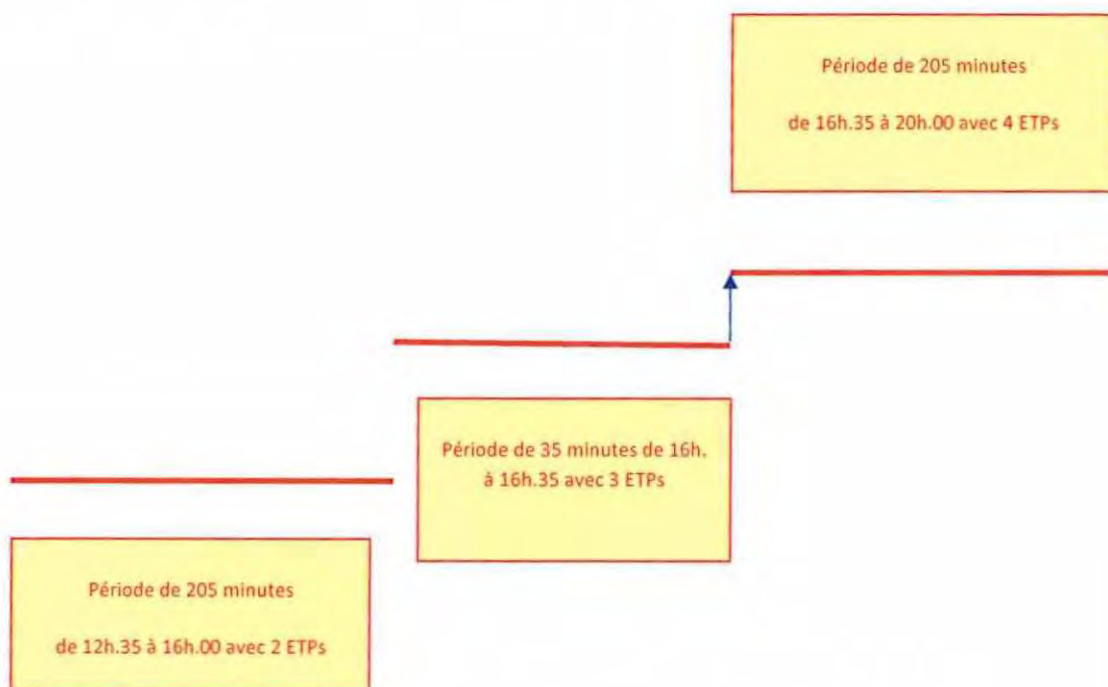 Période de 205 minutes
de 16h.35 à 20h.00 avec 4 ETPs
Période de 35 minutes de 16h.
à 16h.35 avec 3 ETPs
Période de 205 minutes
de 12h.35 à 16h.00 avec 2 ETPs